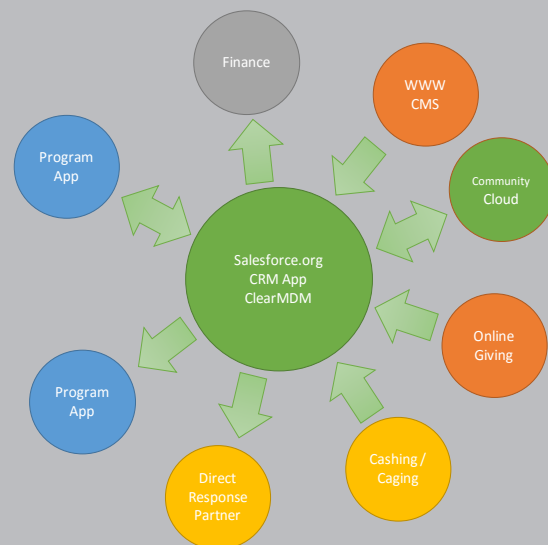 Finance
WWW
CMS
Program
App
Community
Cloud
Salesforce.org
CRM App
ClearMDM
Online
Giving
Program
App
Cashing /
Caging
Direct
Response
Partner